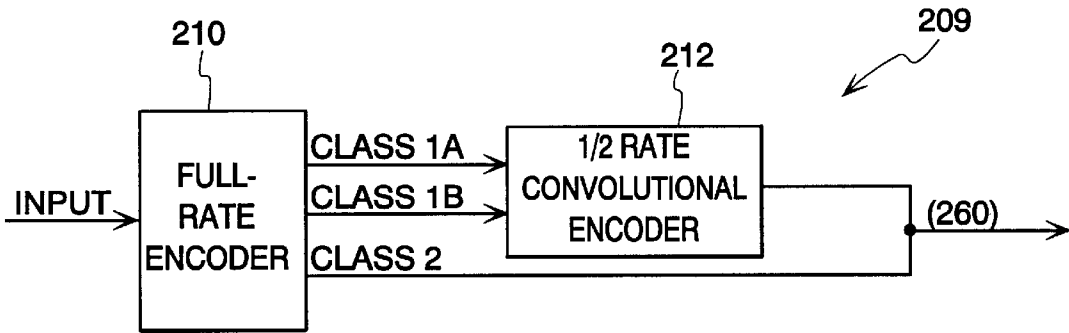 210
212
209
INPUT
FULL-
RATE
ENCODER
CLASS 1A
CLASS 1B
CLASS 2
1/2 RATE
CONVOLUTIONAL
ENCODER
(260)